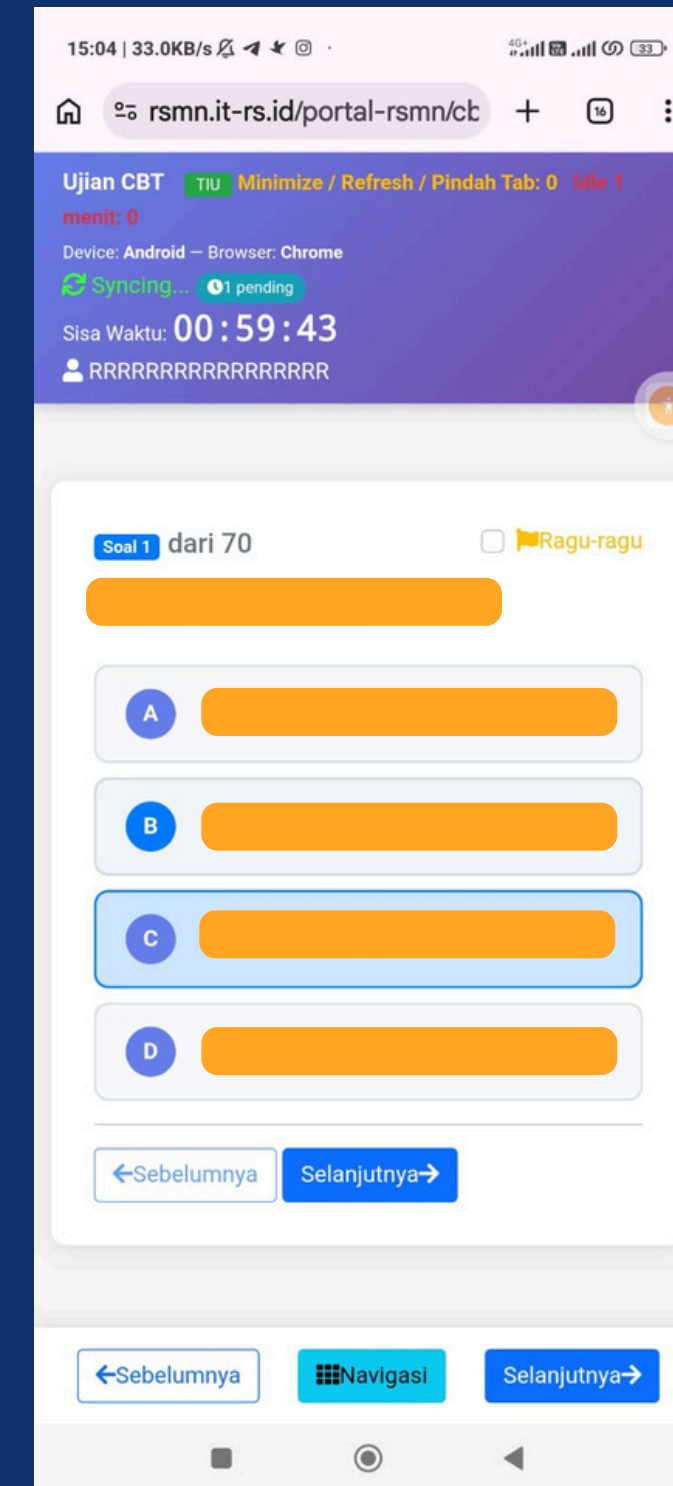 15:04 | 33.0KB/s
4G+
33
rsmn.it-rs.id/portal-rsmn/cb
16
Ujian CBT TIU Minimize / Refresh / Pindah Tab: 0 Idle 1
menit: 0
Device: Android — Browser: Chrome
Syncing... 1 pending
Sisa Waktu: 00:59:43
RRRRRRRRRRRRRRRRR
Soal 1 dari 70
Ragu-ragu
A
B
C
D
Sebelumnya
Selanjutnya
Sebelumnya
Navigasi
Selanjutnya